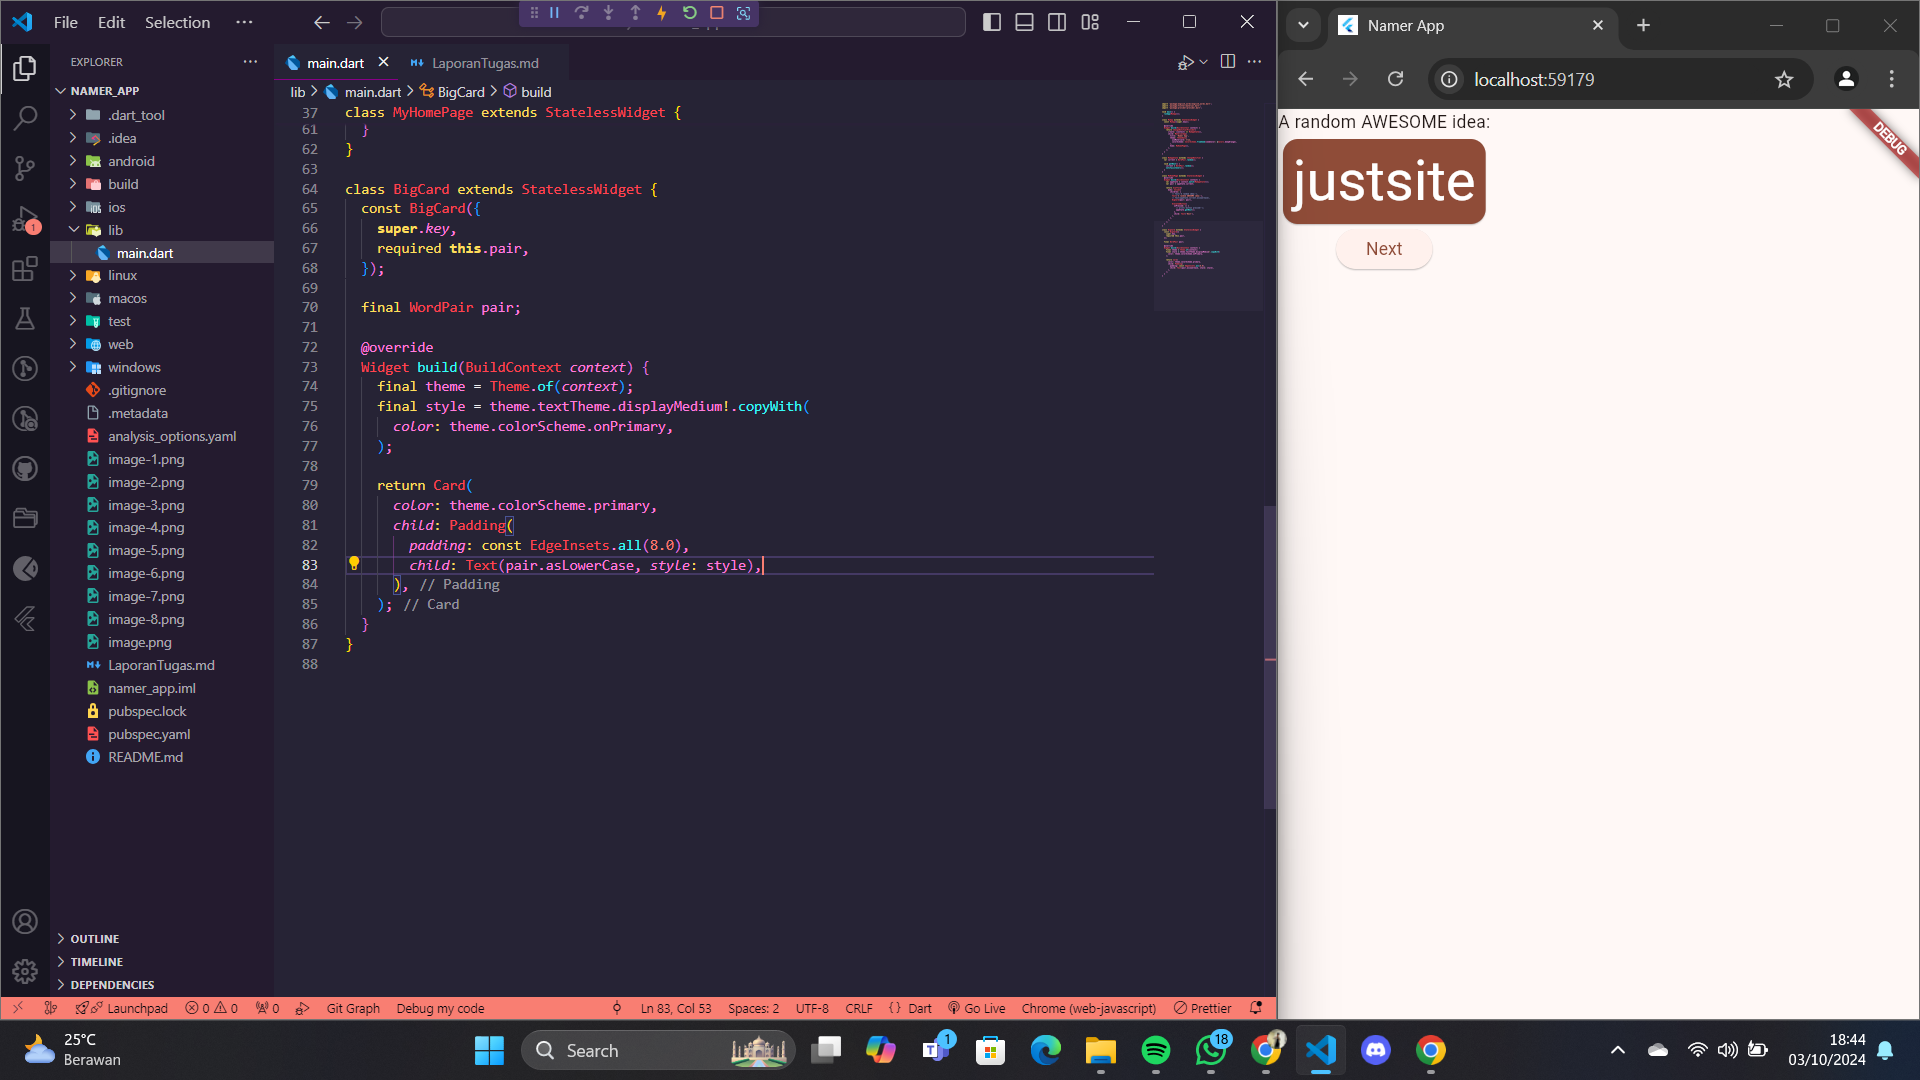 File Edit Selection ···
EXPLORER
NAMER_APP
.dart_tool
.idea
android
build
ios
lib
main.dart
linux
macos
test
web
windows
.gitignore
.metadata
analysis_options.yaml
image-1.png
image-2.png
image-3.png
image-4.png
image-5.png
image-6.png
image-7.png
image-8.png
image.png
LaporanTugas.md
namer_app.iml
pubspec.lock
pubspec.yaml
README.md
OUTLINE
TIMELINE
DEPENDENCIES
1
main.dart
LaporanTugas.md
lib > main.dart > BigCard > build
37 class MyHomePage extends StatelessWidget {
61 }
62 }
63
64 class BigCard extends StatelessWidget {
65 const BigCard({
66 super.key,
67 required this.pair,
68 });
69
70 final WordPair pair;
71
72 @override
73 Widget build(BuildContext context) {
74 final theme = Theme.of(context);
75 final style = theme.textTheme.displayMedium!.copyWith(
76 color: theme.colorScheme.onPrimary,
77 );
78
79 return Card(
80 color: theme.colorScheme.primary,
81 child: Padding(
82 padding: const EdgeInsets.all(8.0),
83 child: Text(pair.asLowerCase, style: style),
84 ), // Padding
85 ); // Card
86 }
87 }
88
Launchpad 0 0 0 Git Graph Debug my code Ln 83, Col 53 Spaces: 2 UTF-8 CRLF {} Dart Go Live Chrome (web-javascript) Prettier
Namer App
localhost:59179
A random AWESOME idea:
DEBUG
justsite
Next
25°C
Berawan
Search
1
18
18:44
03/10/2024